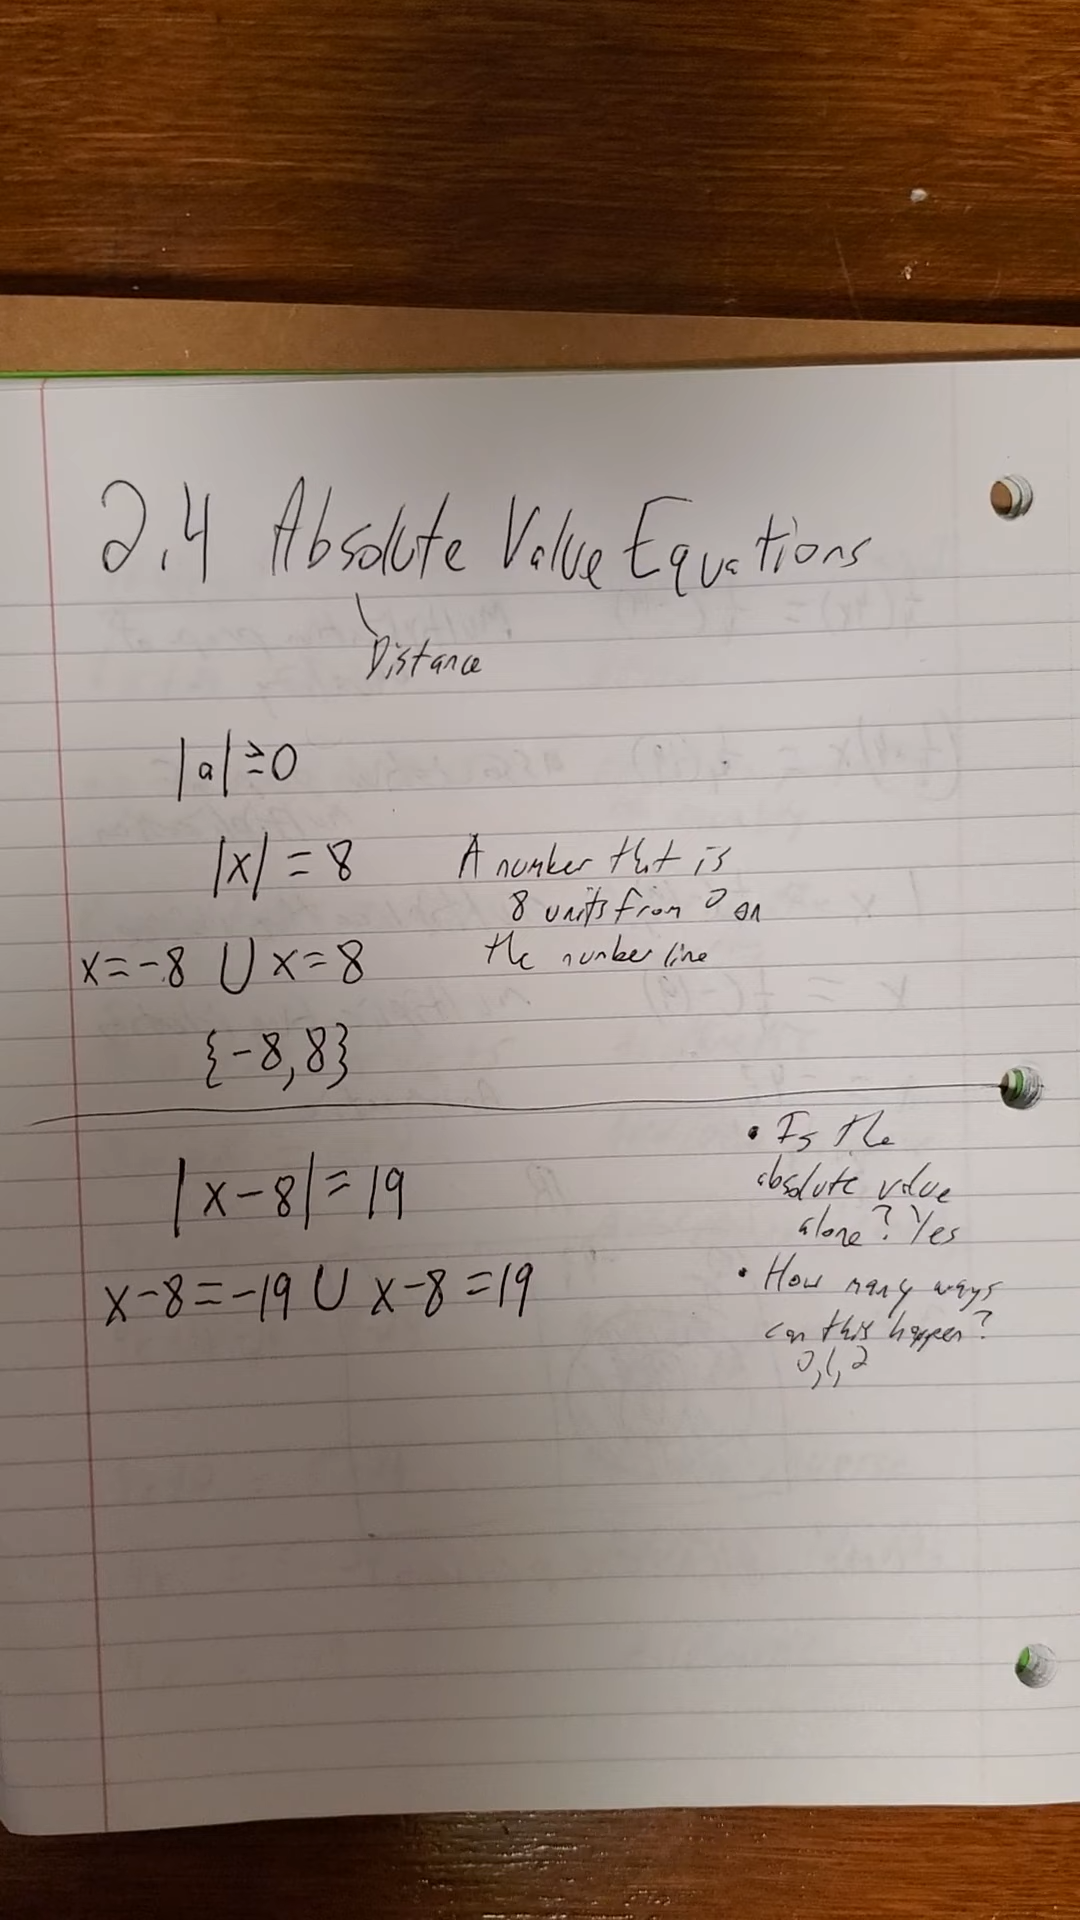 2.4 Absolute Value Equations
Distance
|a| ≥ 0
|x| = 8
A number that is
8 units from 0 on
the number line
x = -8 ∪ x = 8
{-8, 8}
|x - 8| = 19
x - 8 = -19 ∪ x - 8 = 19
• Is the
absolute value
alone? Yes
• How many ways
can this happen?
0, 1, 2